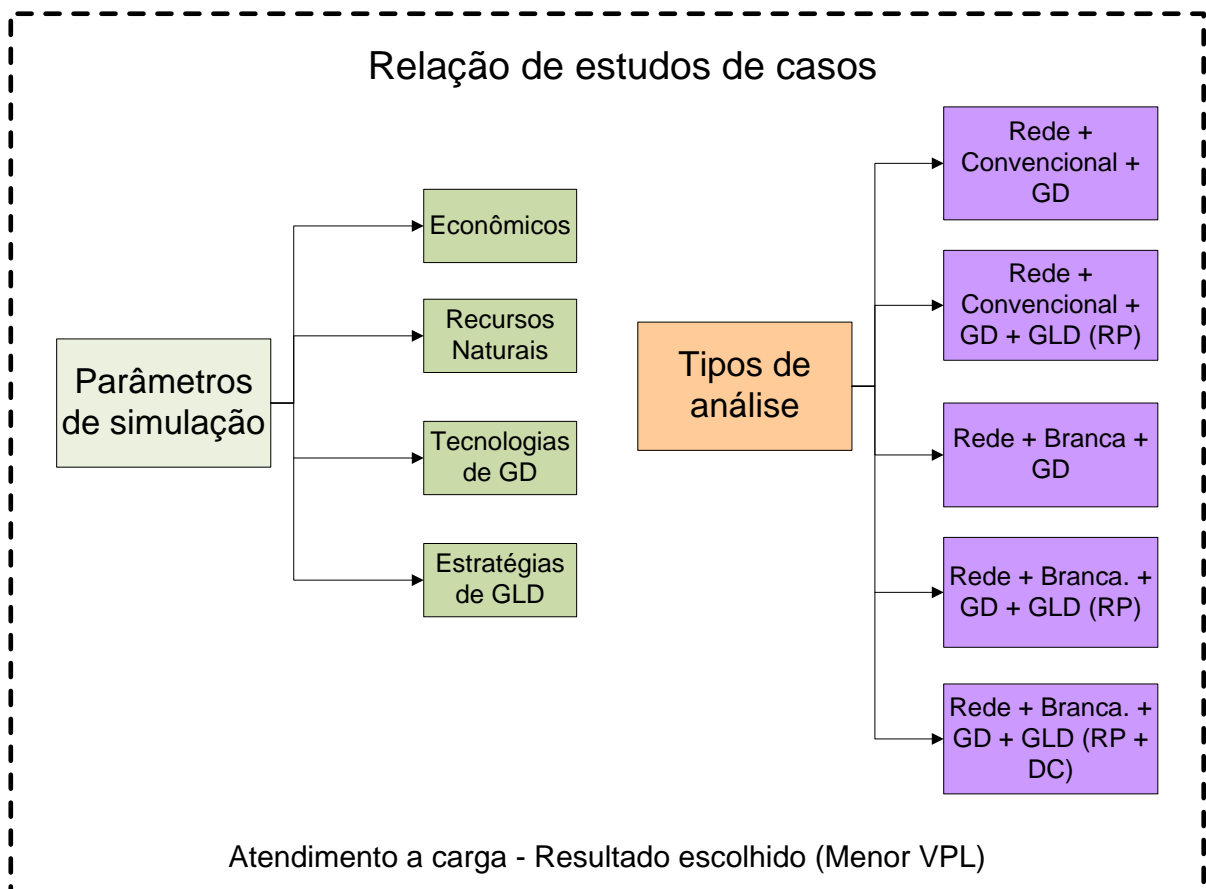 Relação de estudos de casos
Parâmetros
de simulação
Econômicos
Recursos
Naturais
Tecnologias
de GD
Estratégias
de GLD
Tipos de
análise
Rede +
Convencional +
GD
Rede +
Convencional +
GD + GLD (RP)
Rede + Branca +
GD
Rede + Branca. +
GD + GLD (RP)
Rede + Branca. +
GD + GLD (RP +
DC)
Atendimento a carga - Resultado escolhido (Menor VPL)